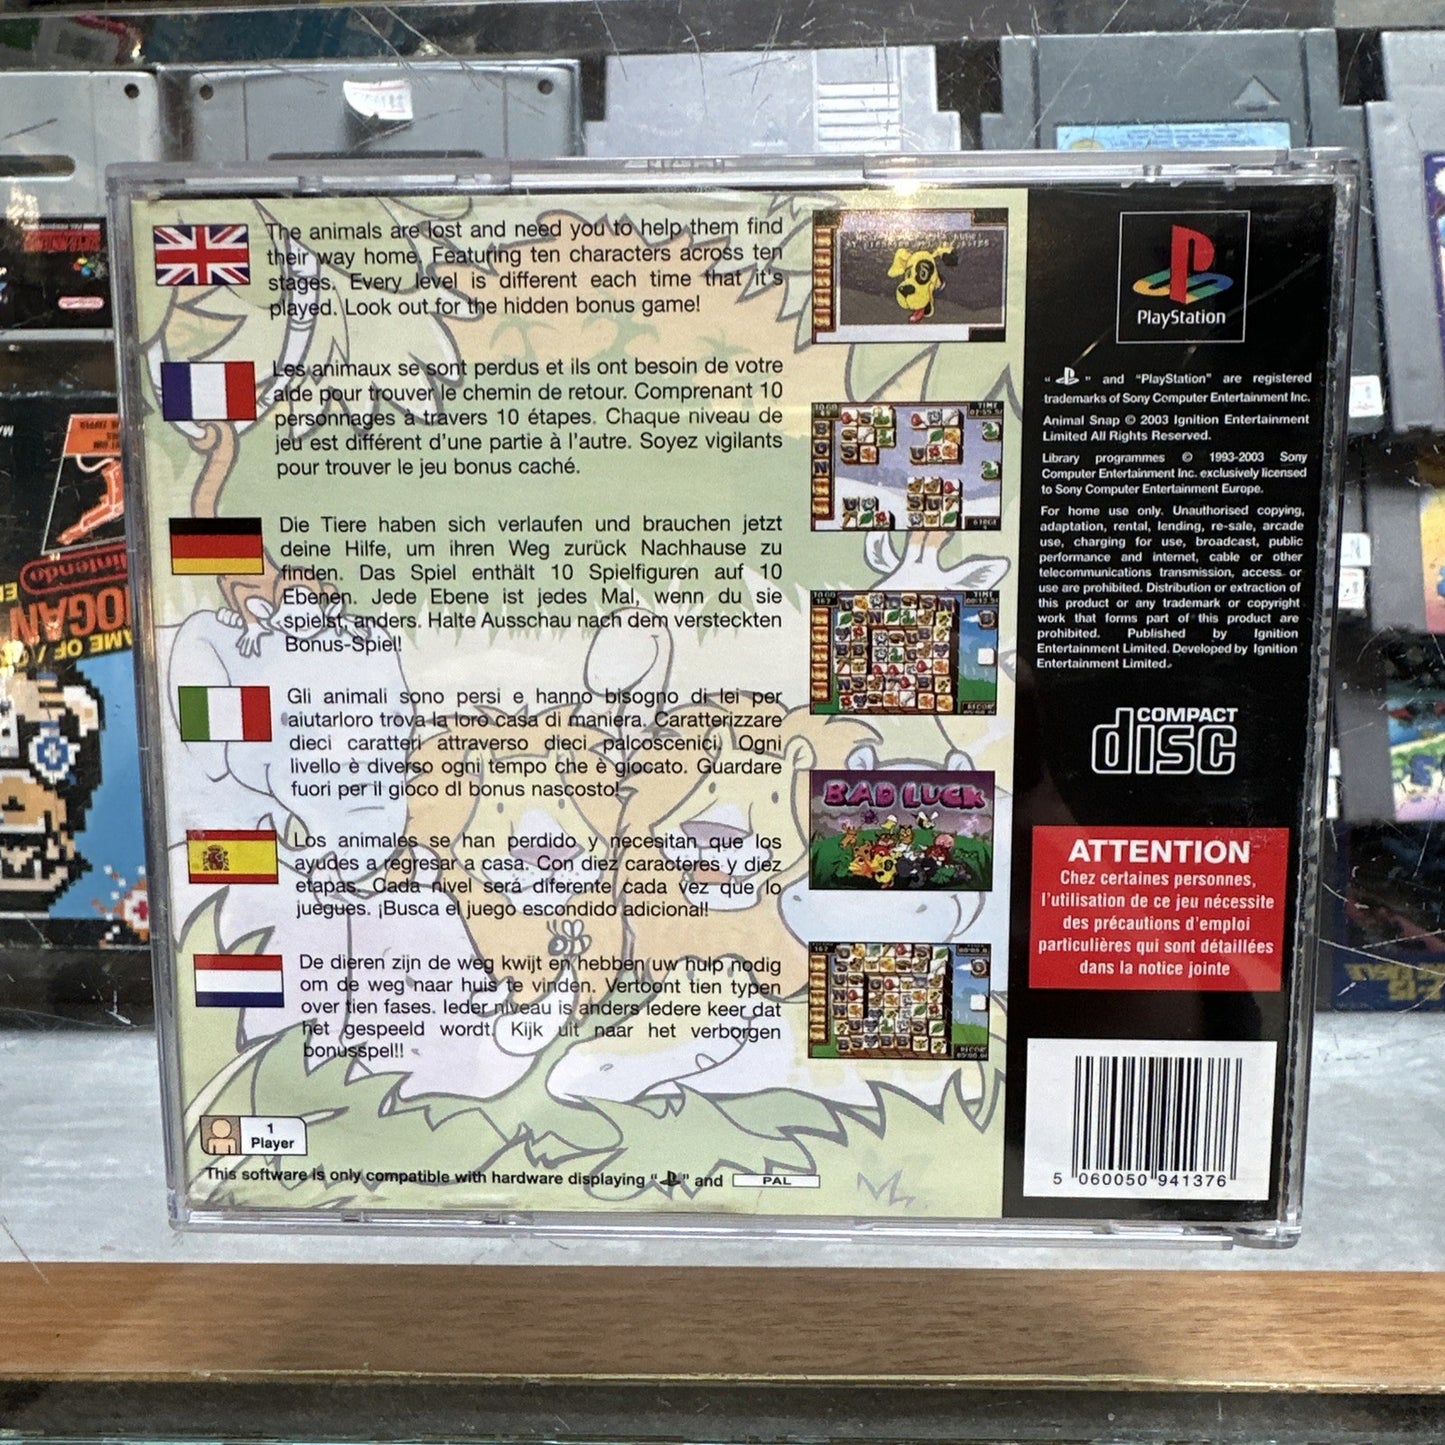 The animals are lost and need you to help them find
their way home. Featuring ten characters across ten
stages. Every level is different each time that it's
played. Look out for the hidden bonus game!
Les animaux se sont perdus et ils ont besoin de votre
aide pour trouver le chemin de retour. Comprenant 10
personnages à travers 10 étapes. Chaque niveau de
jeu est différent d'une partie à l'autre. Soyez vigilants
pour trouver le jeu bonus caché.
Die Tiere haben sich verlaufen und brauchen jetzt
deine Hilfe, um ihren Weg zurück Nachhause zu
finden. Das Spiel enthält 10 Spielfiguren auf 10
Ebenen. Jede Ebene ist jedes Mal, wenn du sie
spielst, anders. Halte Ausschau nach dem versteckten
Bonus-Spiel!
Gli animali sono persi e hanno bisogno di lei per
aiutarloro trova la loro casa di maniera. Caratterizzare
dieci caratteri attraverso dieci palcoscenici. Ogni
livello è diverso ogni tempo che è giocato. Guardare
fuori per il gioco dI bonus nascosto!
Los animales se han perdido y necesitan que los
ayudes a regresar a casa. Con diez caracteres y diez
etapas. Cada nivel será diferente cada vez que lo
juegues. ¡Busca el juego escondido adicional!
De dieren zijn de weg kwijt en hebben uw hulp nodig
om de weg naar huis te vinden. Vertoont tien typen
over tien fases. Ieder niveau is anders iedere keer dat
het gespeeld wordt. Kijk uit naar het verborgen
bonusspel!!
1
Player
This software is only compatible with hardware displaying " " and PAL
BAD LUCK
PlayStation
" " and "PlayStation" are registered
trademarks of Sony Computer Entertainment Inc.
Animal Snap © 2003 Ignition Entertainment
Limited All Rights Reserved.
Library programmes © 1993-2003 Sony
Computer Entertainment Inc. exclusively licensed
to Sony Computer Entertainment Europe.
For home use only. Unauthorised copying,
adaptation, rental, lending, re-sale, arcade
use, charging for use, broadcast, public
performance and internet, cable or other
telecommunications transmission, access or
use are prohibited. Distribution or extraction of
this product or any trademark or copyright
work that forms part of this product are
prohibited. Published by Ignition
Entertainment Limited. Developed by Ignition
Entertainment Limited.
COMPACT
disc
ATTENTION
Chez certaines personnes,
l'utilisation de ce jeu nécessite
des précautions d'emploi
particulières qui sont détaillées
dans la notice jointe
5 060050 941376
Nintendo
HOGAN